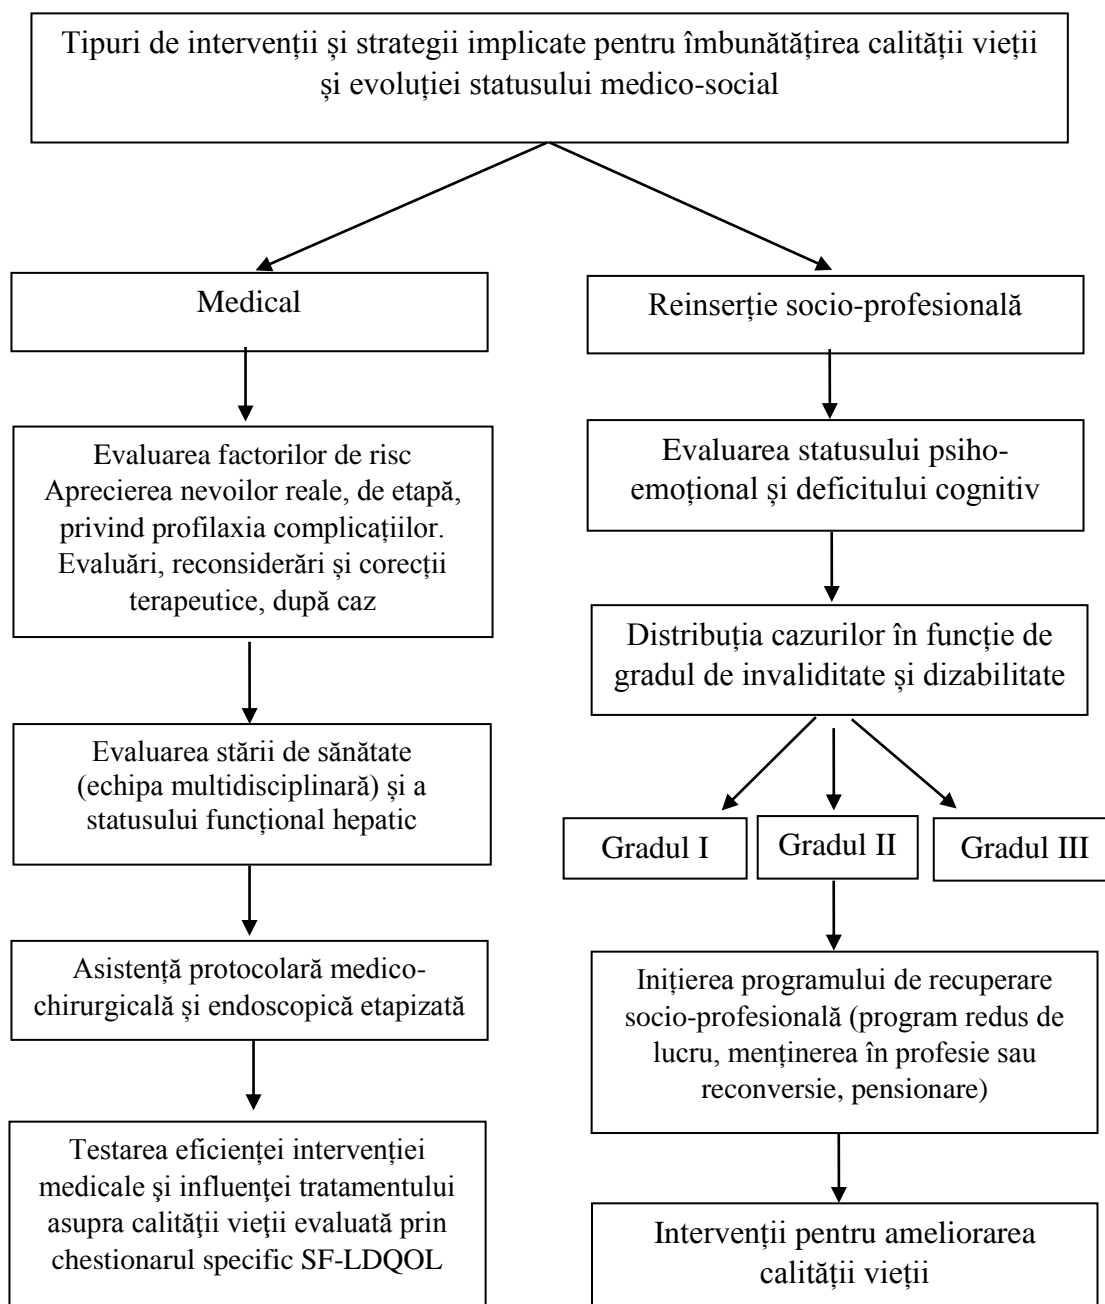 Tipuri de intervenții și strategii implicate pentru îmbunătățirea calității vieții
și evoluției statusului medico-social
Medical
Evaluarea factorilor de risc
Aprecierea nevoilor reale, de etapă,
privind profilaxia complicațiilor.
Evaluări, reconsiderări și corecții
terapeutice, după caz
Evaluarea stării de sănătate
(echipa multidisciplinară) și a
statusului funcțional hepatic
Asistență protocolară medico-
chirurgicală și endoscopică etapizată
Testarea eficienței intervenției
medicale şi influenţei tratamentului
asupra calităţii vieţii evaluată prin
chestionarul specific SF-LDQOL
Reinserție socio-profesională
Evaluarea statusului psiho-
emoțional și deficitului cognitiv
Distribuția cazurilor în funcție de
gradul de invaliditate și dizabilitate
Gradul I
Gradul II
Gradul III
Inițierea programului de recuperare
socio-profesională (program redus de
lucru, menținerea în profesie sau
reconversie, pensionare)
Intervenții pentru ameliorarea
calității vieții